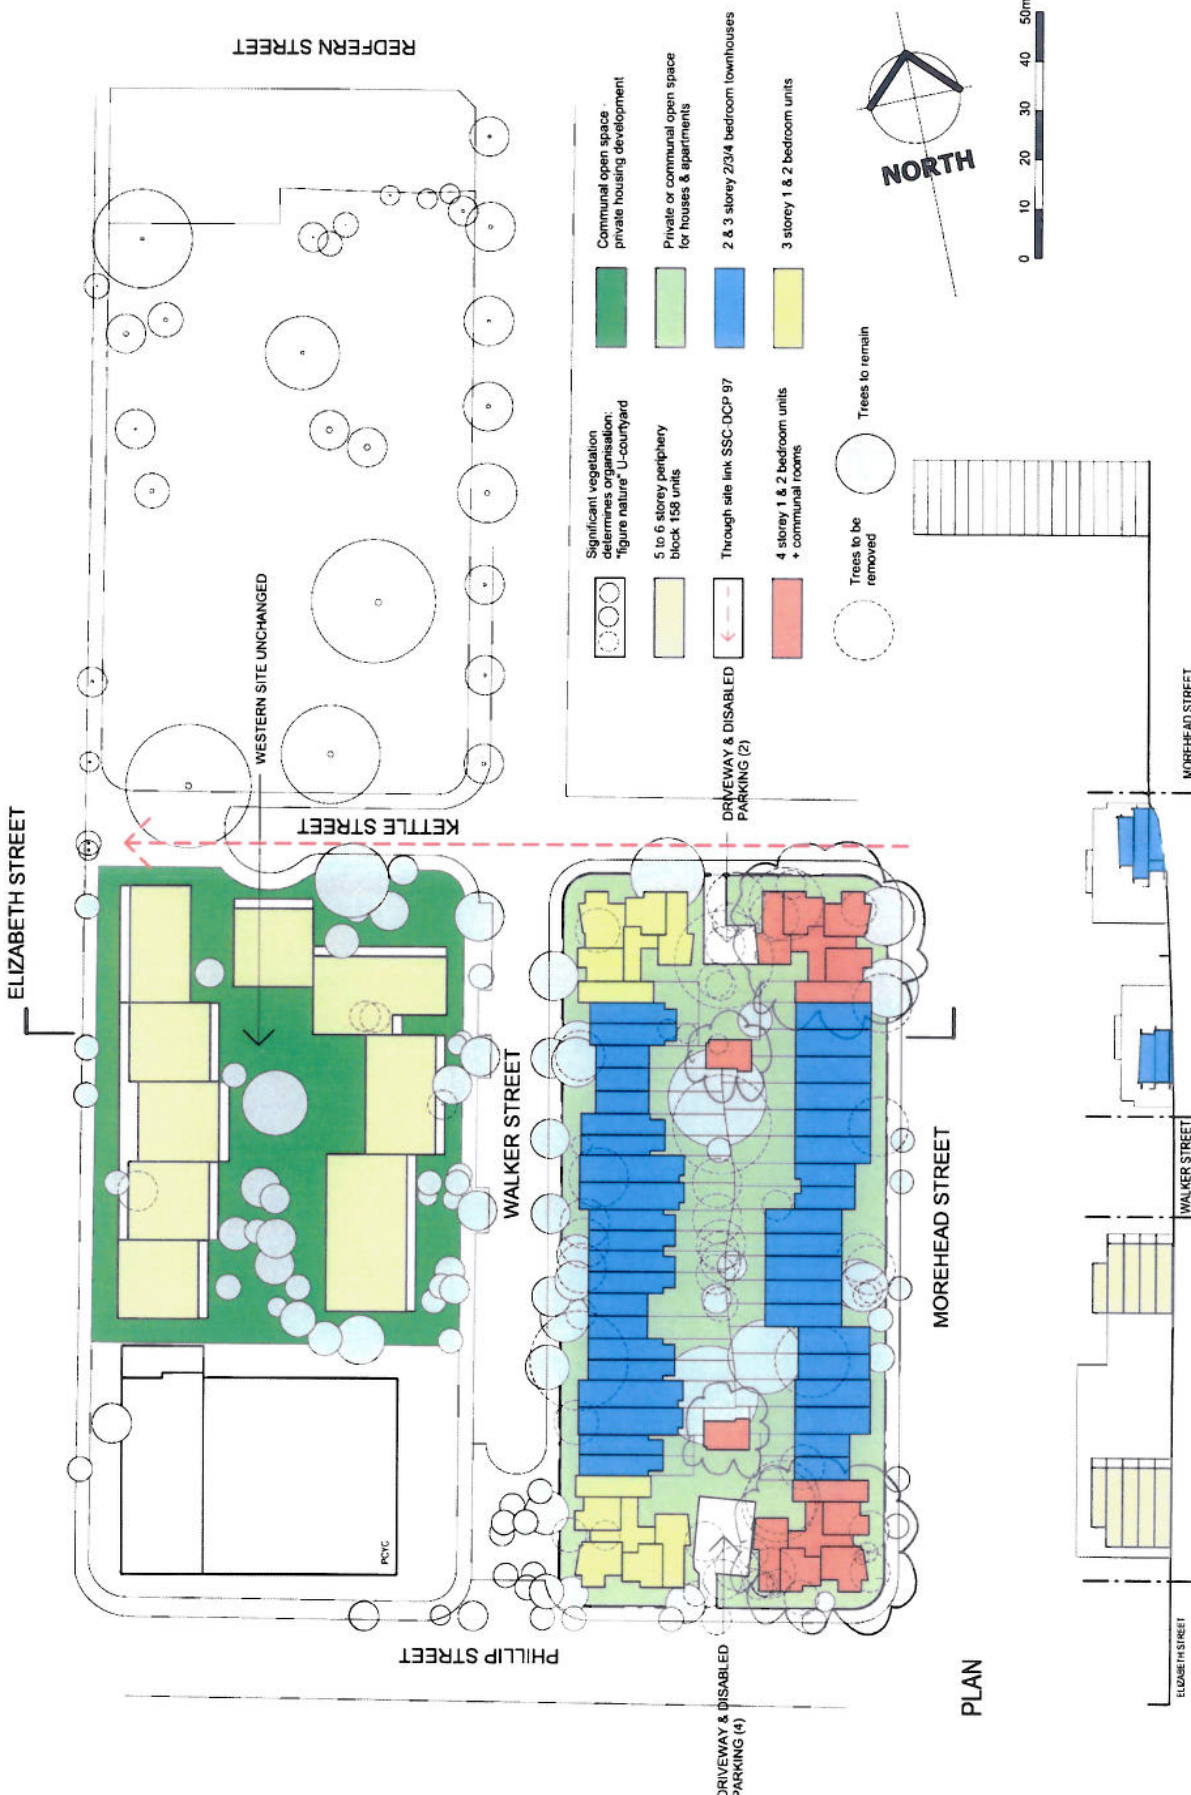 REDFERN STREET
ELIZABETH STREET
WESTERN SITE UNCHANGED
KETTLE STREET
WALKER STREET
MOREHEAD STREET
PHILLIP STREET
PCYC
DRIVEWAY & DISABLED
PARKING (2)
DRIVEWAY & DISABLED
PARKING (4)
PLAN
Significant vegetation
determines organisation:
"figure nature" U-courtyard
5 to 6 storey periphery
block 158 units
Through site link SSC-DCP 97
4 storey 1 & 2 bedroom units
+ communal rooms
Communal open space -
private housing development
Private or communal open space
for houses & apartments
2 & 3 storey 2/3/4 bedroom townhouses
3 storey 1 & 2 bedroom units
Trees to be
removed
Trees to remain
NORTH
0 10 20 30 40 50m
ELIZABETH STREET
WALKER STREET
MOREHEAD STREET